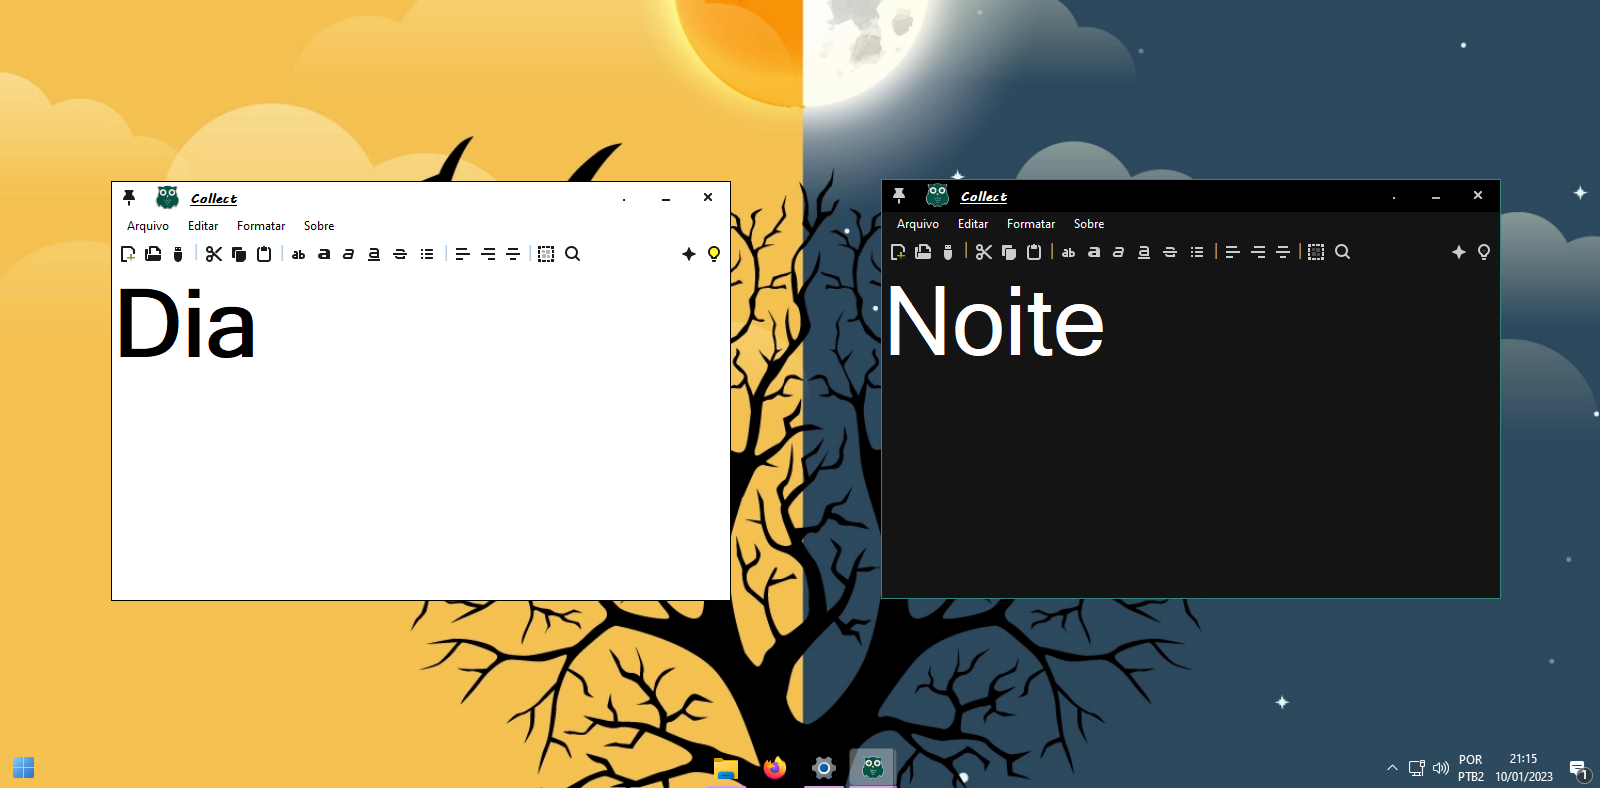 Collect
Arquivo Editar Formatar Sobre
ab a a a
Dia
Collect
Arquivo Editar Formatar Sobre
ab a a a
Noite
POR
PTB2
21:15
10/01/2023
1